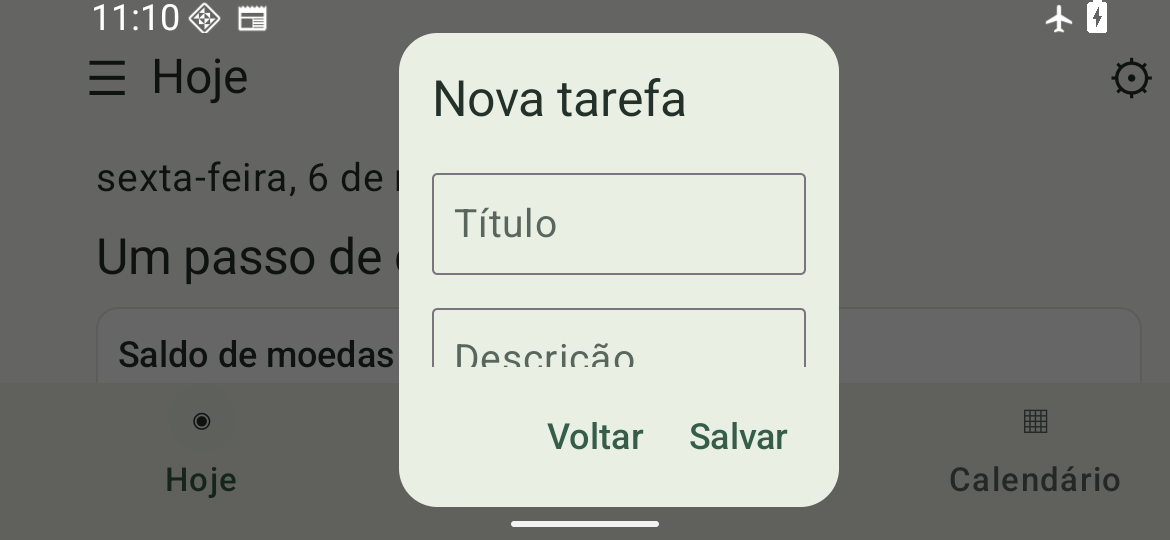 11:10
Hoje
sexta-feira, 6 de
Um passo de
Saldo de moedas
Nova tarefa
Título
Descrição
Voltar Salvar
Hoje
Calendário